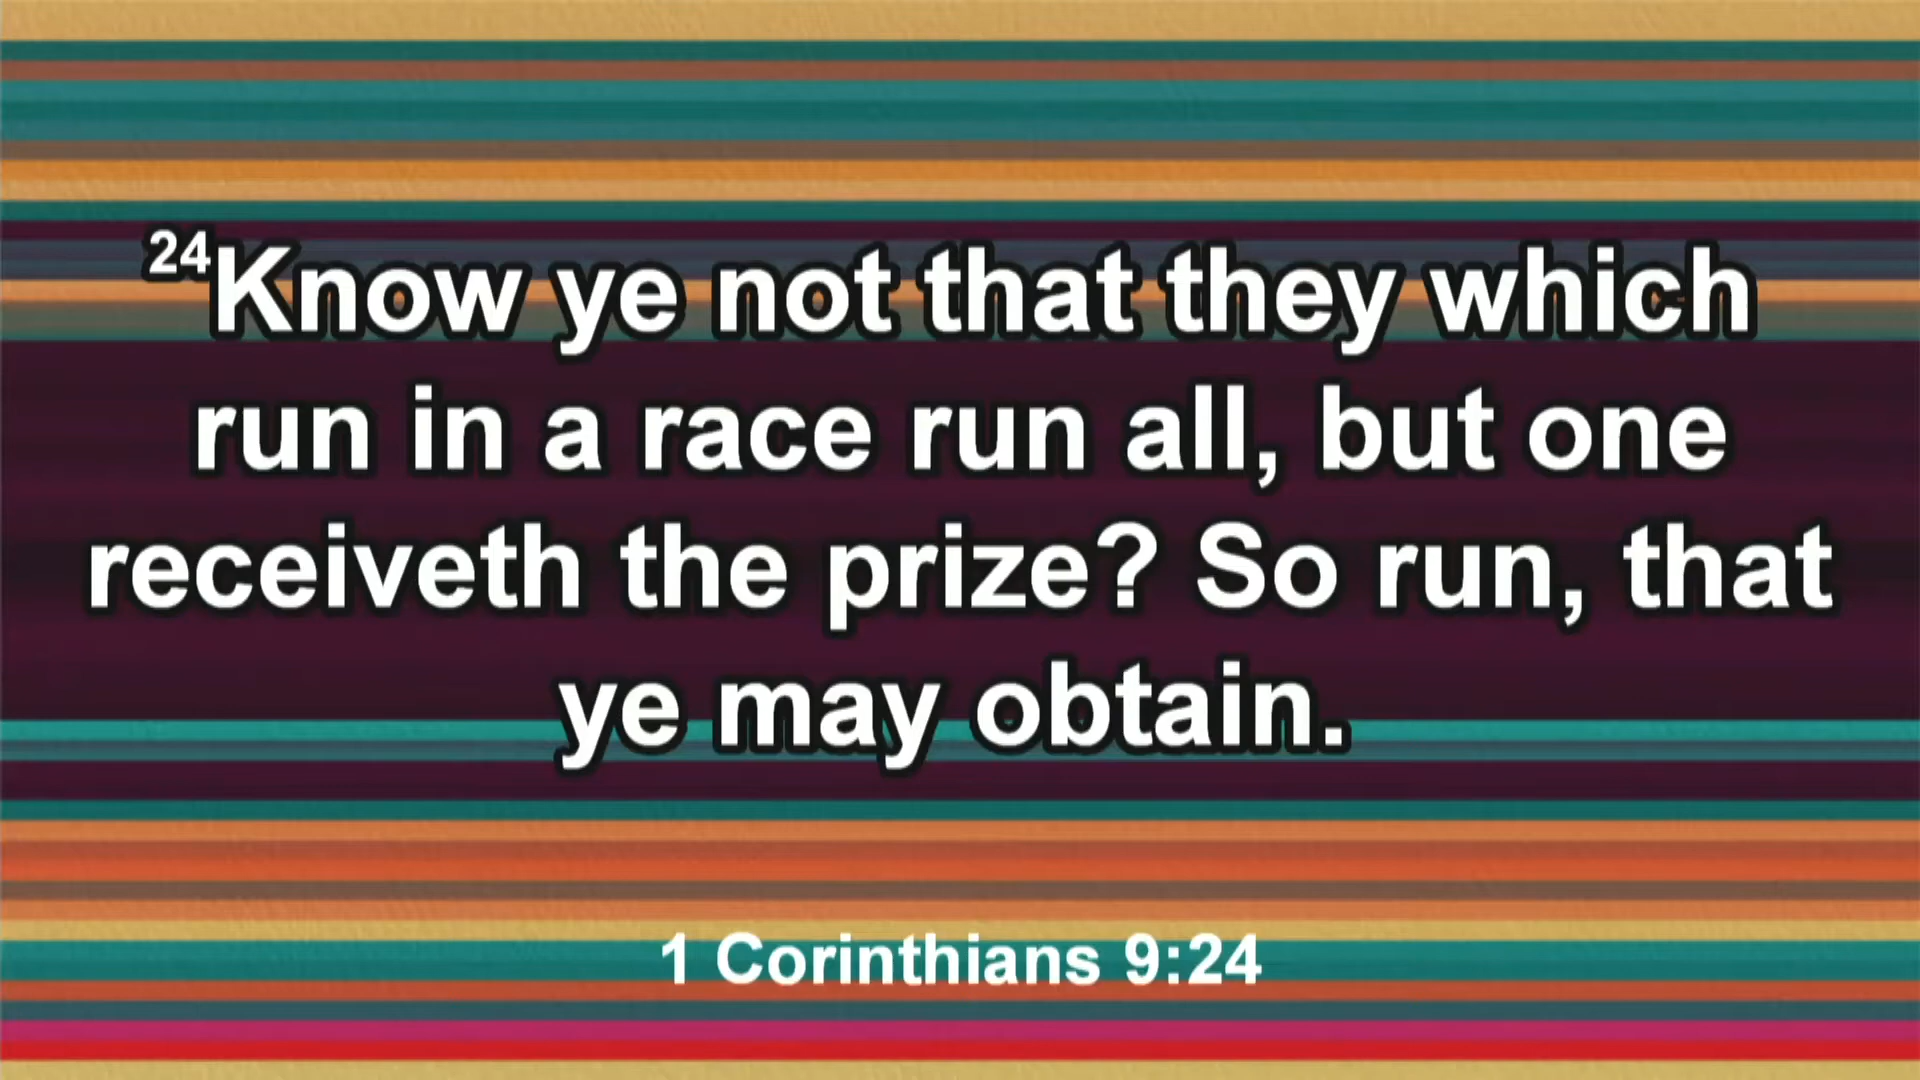 24Know ye not that they which
run in a race run all, but one
receiveth the prize? So run, that
ye may obtain.
1 Corinthians 9:24